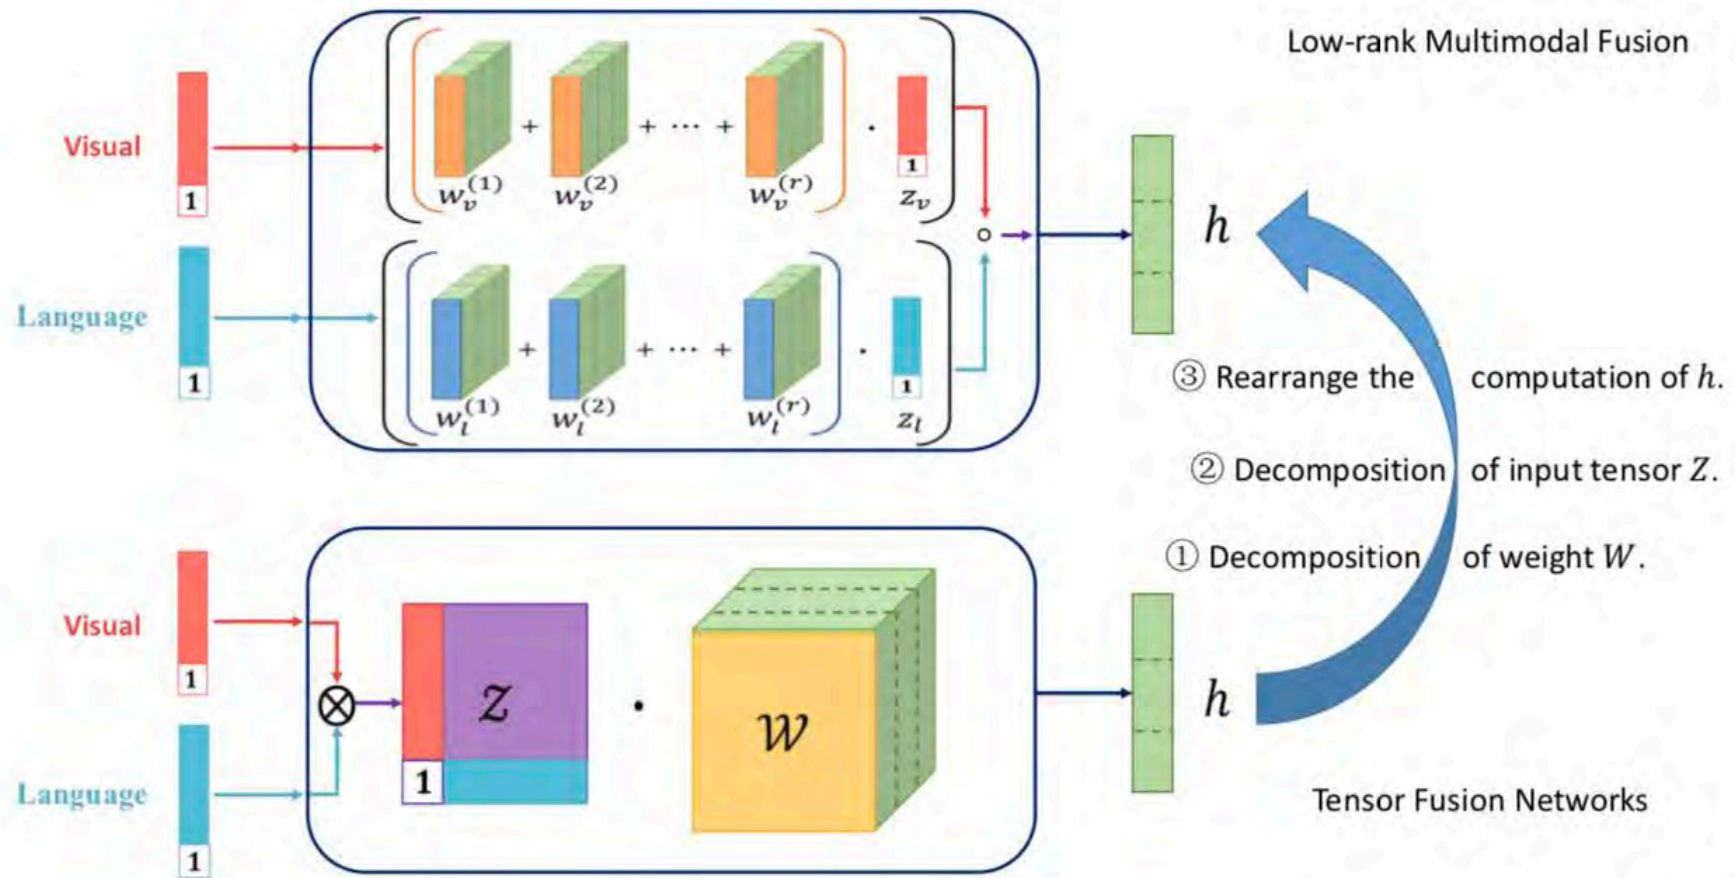 Low-rank Multimodal Fusion
Visual
1
w_v^(1) + w_v^(2) + ... + w_v^(r) · 1 z_v
h
Language
1
w_l^(1) + w_l^(2) + ... + w_l^(r) · 1 z_l
③ Rearrange the computation of h.
② Decomposition of input tensor Z.
① Decomposition of weight W.
Visual
1
Z
1
·
W
h
Language
1
Tensor Fusion Networks